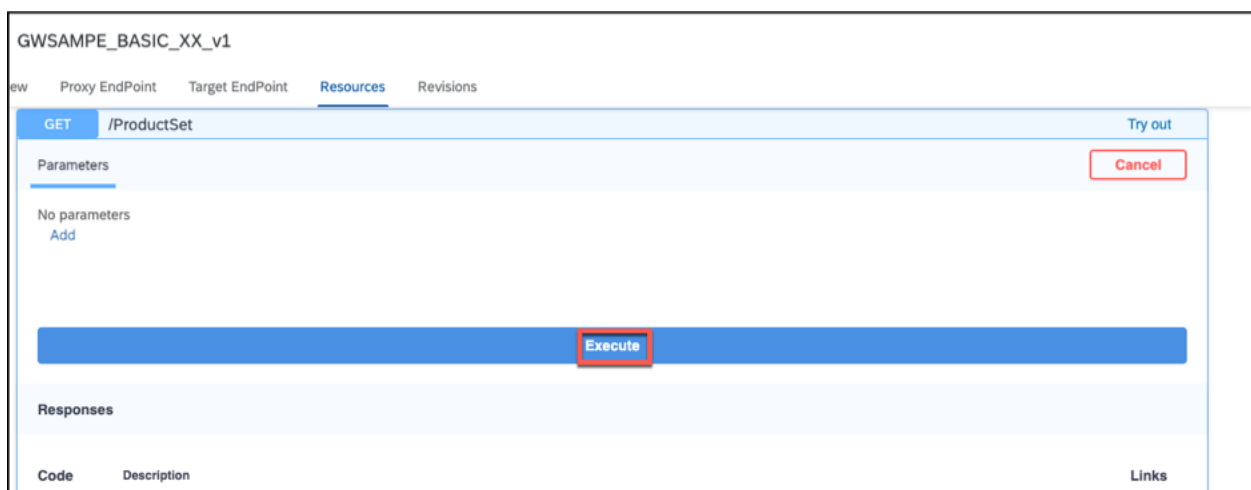 GWSAMPE_BASIC_XX_v1
ew Proxy EndPoint Target EndPoint Resources Revisions
GET /ProductSet Try out
Parameters Cancel
No parameters
Add
Execute
Responses
Code Description Links